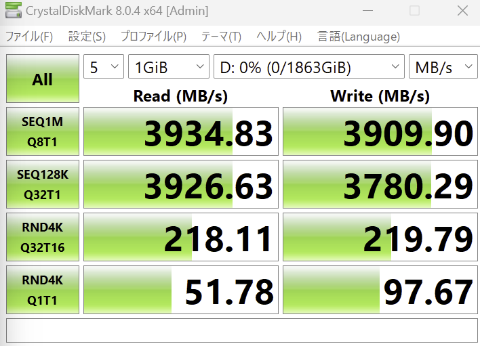 CrystalDiskMark 8.0.4 x64 [Admin]
ファイル(F) 設定(S) プロファイル(P) テーマ(T) ヘルプ(H) 言語(Language)
All 5 1GiB D: 0% (0/1863GiB) MB/s
Read (MB/s) Write (MB/s)
SEQ1M
Q8T1 3934.83 3909.90
SEQ128K
Q32T1 3926.63 3780.29
RND4K
Q32T16 218.11 219.79
RND4K
Q1T1 51.78 97.67